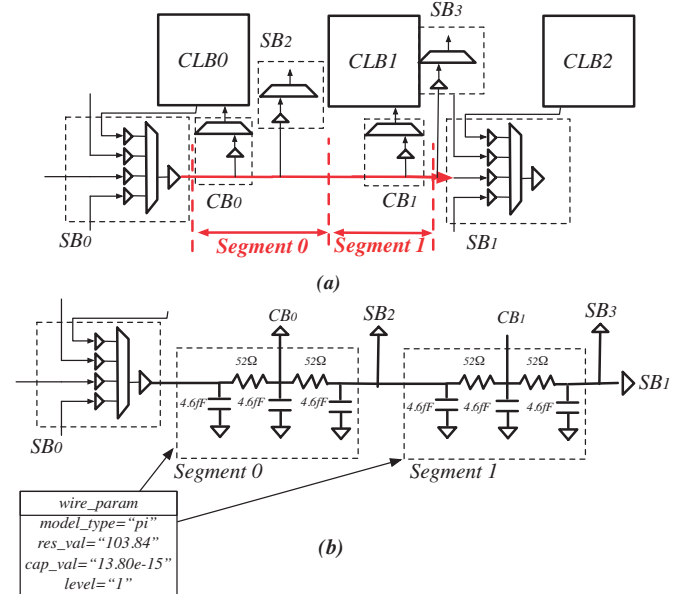 SB3
CLB0
SB2
CLB1
CLB2
SB0
CB0
CB1
SB1
Segment 0
Segment 1
(a)
SB2
SB3
CB0
CB1
52Ω
52Ω
52Ω
52Ω
SB1
4.6fF
4.6fF
4.6fF
4.6fF
4.6fF
4.6fF
SB0
Segment 0
Segment 1
wire_param
model_type="pi"
res_val="103.84"
cap_val="13.80e-15"
level="1"
(b)